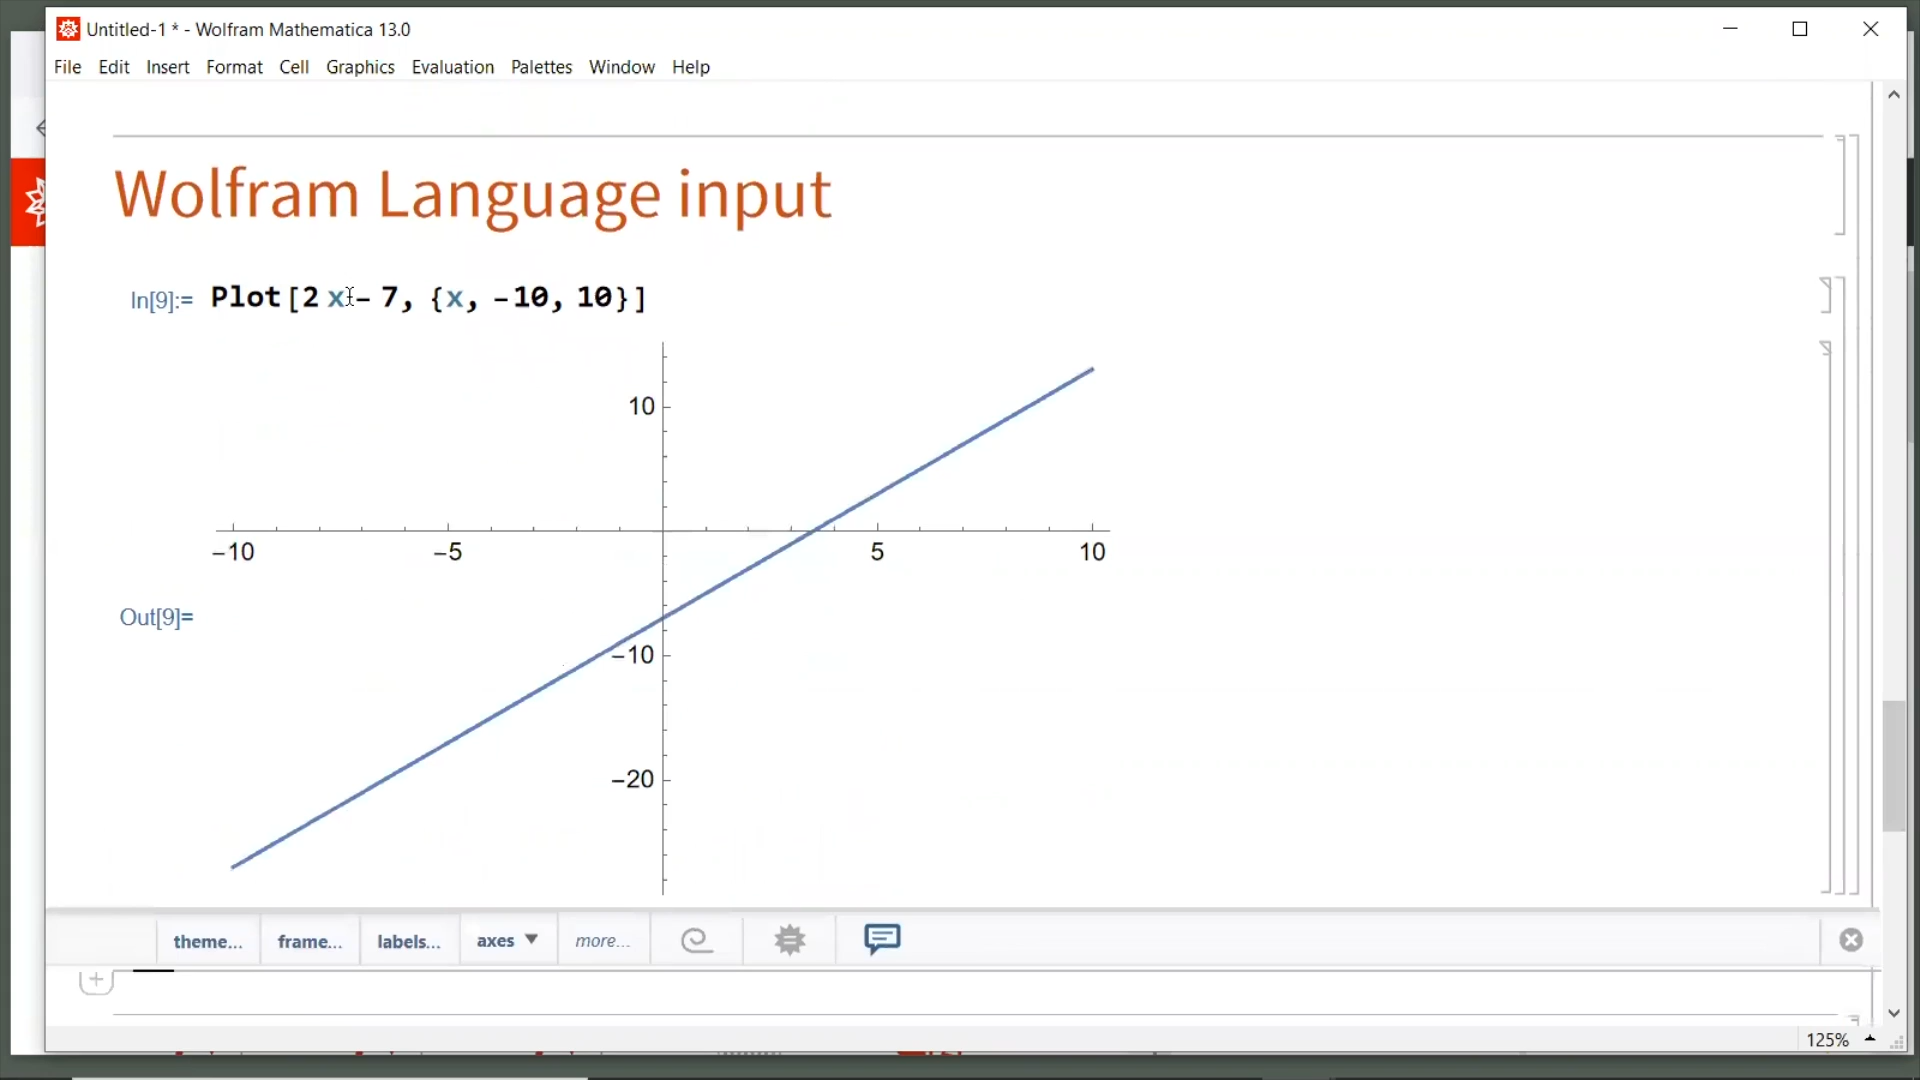 Untitled-1 * - Wolfram Mathematica 13.0
File Edit Insert Format Cell Graphics Evaluation Palettes Window Help
Wolfram Language input
In[9]:= Plot[2 x - 7, {x, -10, 10}]
10
-10 -5 5 10
Out[9]=
-10
-20
theme... frame... labels... axes more...
125%